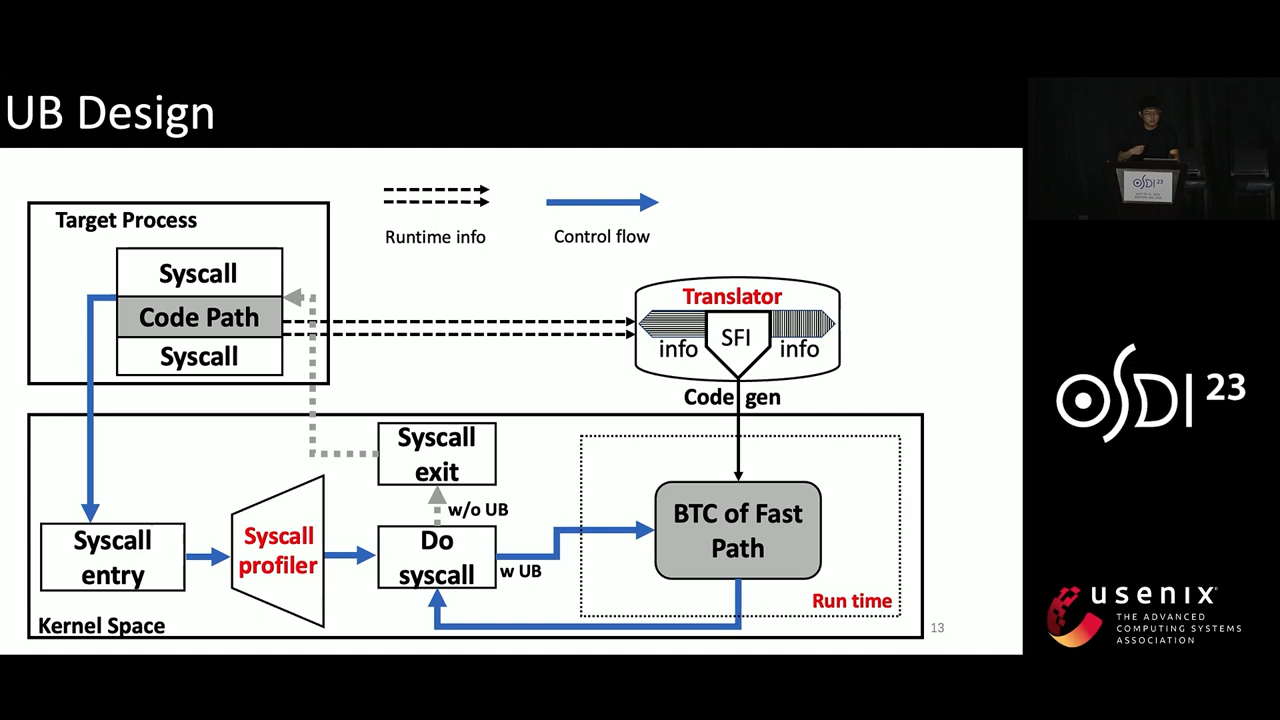 UB Design
Target Process
Syscall
Code Path
Syscall
Runtime info
Control flow
Translator
info
SFI
info
Code gen
Syscall
exit
w/o UB
Syscall
entry
Syscall
profiler
Do
syscall
w UB
BTC of Fast
Path
Run time
Kernel Space
13
OSDI 23
OSDI 23
usenix
THE ADVANCED
COMPUTING SYSTEMS
ASSOCIATION